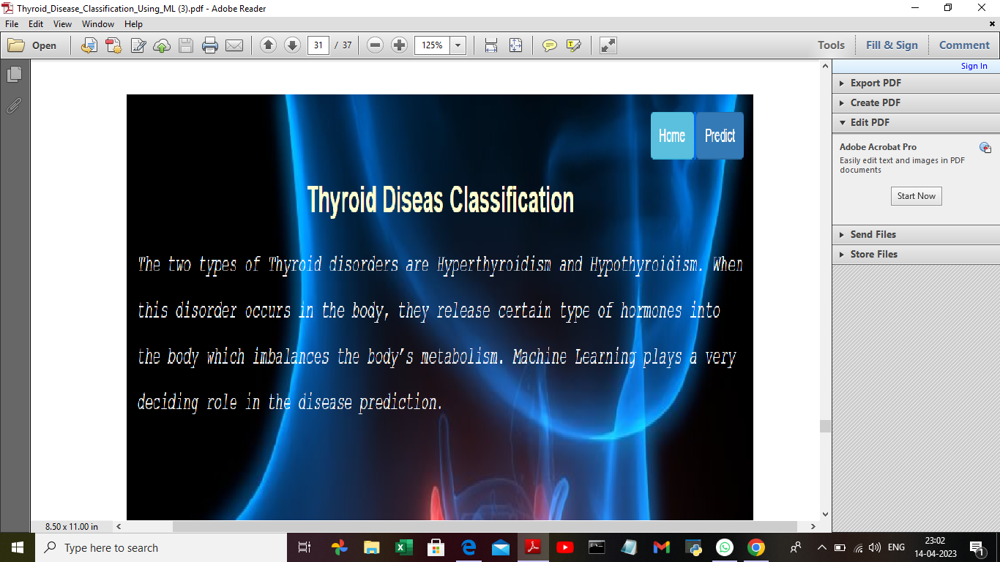 Thyroid_Disease_Classification_Using_ML (3).pdf - Adobe Reader
File Edit View Window Help
Open
31 / 37
125%
Tools Fill & Sign Comment
Sign In
Export PDF
Create PDF
Edit PDF
Adobe Acrobat Pro
Easily edit text and images in PDF
documents
Start Now
Send Files
Store Files
Home Predict
Thyroid Diseas Classification
The two types of Thyroid disorders are Hyperthyroidism and Hypothyroidism. When
this disorder occurs in the body, they release certain type of hormones into
the body which imbalances the body's metabolism. Machine Learning plays a very
deciding role in the disease prediction.
8.50 x 11.00 in
Type here to search
ENG
23:02
14-04-2023
1